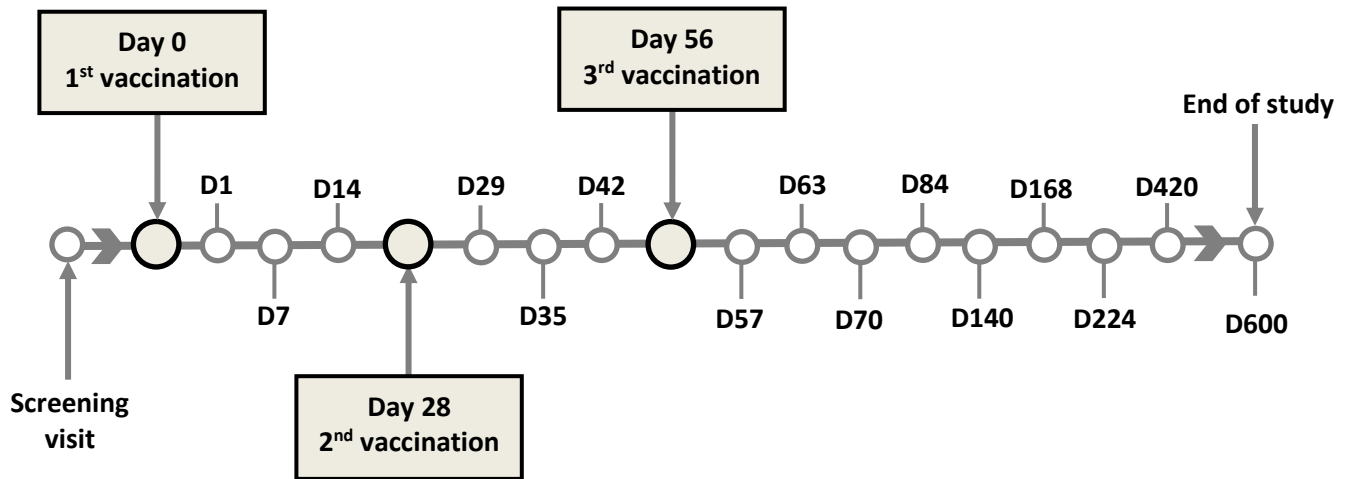 Day 0
1st vaccination
Day 56
3rd vaccination
End of study
D1
D14
D29
D42
D63
D84
D168
D420
D7
D35
D57
D70
D140
D224
D600
Screening
visit
Day 28
2nd vaccination